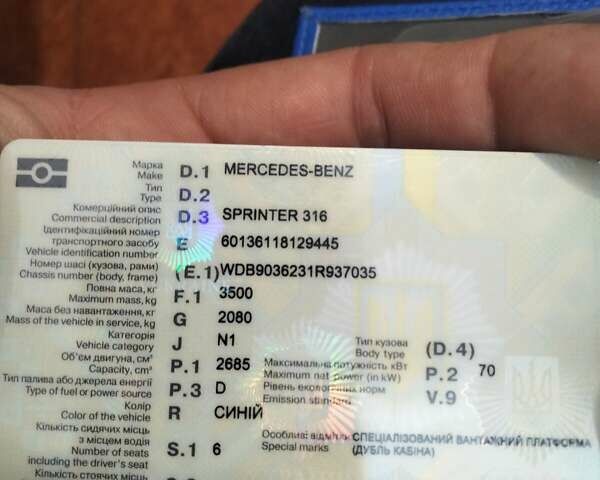 Марка
Make D.1 MERCEDES-BENZ
Тип
Type D.2
Комерційний опис
Commercial description D.3 SPRINTER 316
Ідентифікаційний номер
транспортного засобу E 60136118129445
Vehicle identification number
Номер шасі (кузова, рами)
Chassis number (body, frame) (E.1) WDB9036231R937035
Повна маса, кг
Maximum mass, kg F.1 3500
Маса без навантаження, кг
Mass of the vehicle in service, kg G 2080
Категорія
Vehicle category J N1
Тип кузова
Body type (D.4)
Об'єм двигуна, см³
Capacity, cm³ P.1 2685
Максимальна потужність кВт
Maximum net power (in kW) P.2 70
Тип палива або джерела енергії
Type of fuel or power source P.3 D
Рівень екологічних норм
Emission standard V.9
Колір
Color of the vehicle R СИНІЙ
Кількість сидячих місць
з місцем водія
Number of seats S.1 6
including the driver's seat
Особливі відмітки СПЕЦІАЛІЗОВАНИЙ ВАНТАЖНИЙ ПЛАТФОРМА
Special marks (ДУБЛЬ КАБІНА)
Кількість стоячих місць